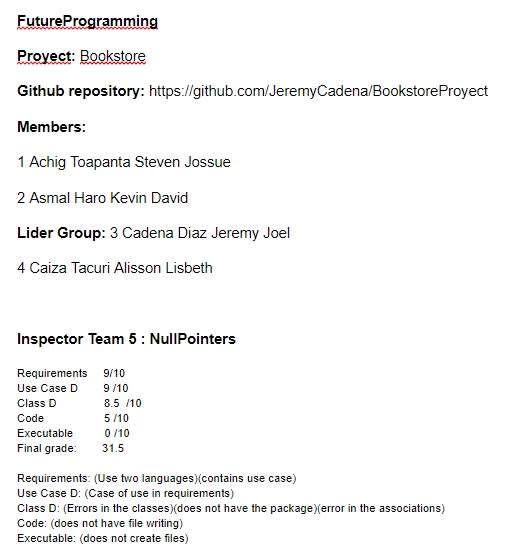 FutureProgramming
Proyect: Bookstore
Github repository: https://github.com/JeremyCadena/BookstoreProyect
Members:
1 Achig Toapanta Steven Jossue
2 Asmal Haro Kevin David
Lider Group: 3 Cadena Diaz Jeremy Joel
4 Caiza Tacuri Alisson Lisbeth
Inspector Team 5 : NullPointers
Requirements 9/10
Use Case D 9 /10
Class D 8.5 /10
Code 5 /10
Executable 0 /10
Final grade: 31.5
Requirements: (Use two languages)(contains use case)
Use Case D: (Case of use in requirements)
Class D: (Errors in the classes)(does not have the package)(error in the associations)
Code: (does not have file writing)
Executable: (does not create files)